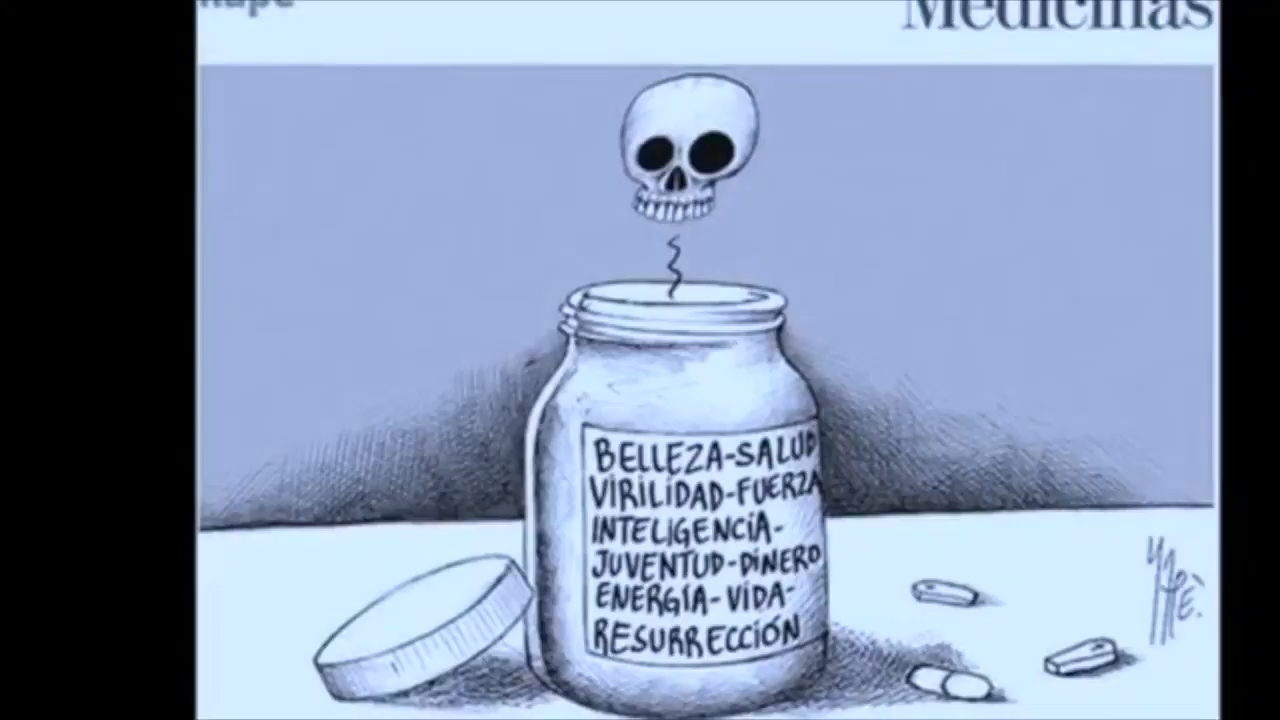 Medicinas
BELLEZA-SALUD
VIRILIDAD-FUERZA
INTELIGENCIA-
JUVENTUD-DINERO
ENERGÍA-VIDA-
RESURRECCIÓN